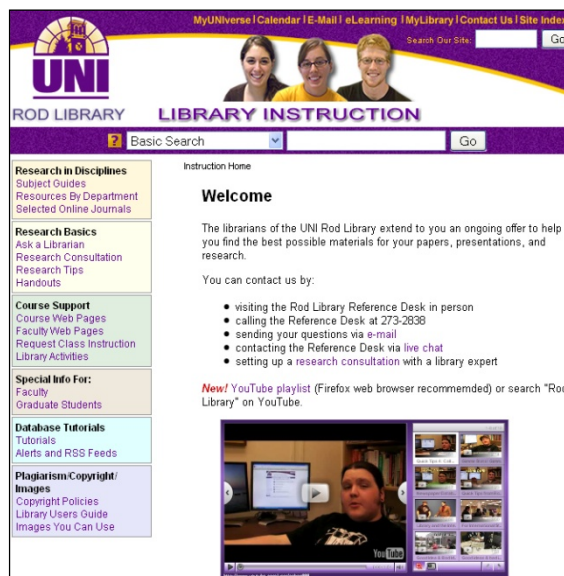 MyUNIverse | Calendar | E-Mail | eLearning | MyLibrary | Contact Us | Site Index
Search Our Site:
Go
UNI
ROD LIBRARY
LIBRARY INSTRUCTION
? Basic Search
Go
Research in Disciplines
Subject Guides
Resources By Department
Selected Online Journals
Research Basics
Ask a Librarian
Research Consultation
Research Tips
Handouts
Course Support
Course Web Pages
Faculty Web Pages
Request Class Instruction
Library Activities
Special Info For:
Faculty
Graduate Students
Database Tutorials
Tutorials
Alerts and RSS Feeds
Plagiarism/Copyright/
Images
Copyright Policies
Library Users Guide
Images You Can Use
Instruction Home
Welcome
The librarians of the UNI Rod Library extend to you an ongoing offer to help
you find the best possible materials for your papers, presentations, and
research.
You can contact us by:
visiting the Rod Library Reference Desk in person
calling the Reference Desk at 273-2838
sending your questions via e-mail
contacting the Reference Desk via live chat
setting up a research consultation with a library expert
New! YouTube playlist (Firefox web browser recommemded) or search "Rod
Library" on YouTube.
YouTube